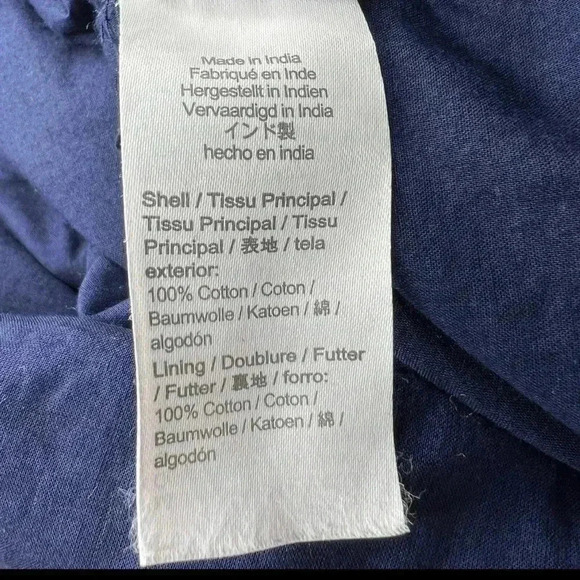 Made in India
Fabriqué en Inde
Hergestellt in Indien
Vervaardigd in India
インド製
hecho en india
Shell / Tissu Principal /
Tissu Principal / Tissu
Principal / 表地 / tela
exterior:
100% Cotton / Coton /
Baumwolle / Katoen / 綿 /
algodón
Lining / Doublure / Futter
/ Futter / 裏地 / forro:
100% Cotton / Coton /
Baumwolle / Katoen / 綿 /
algodón